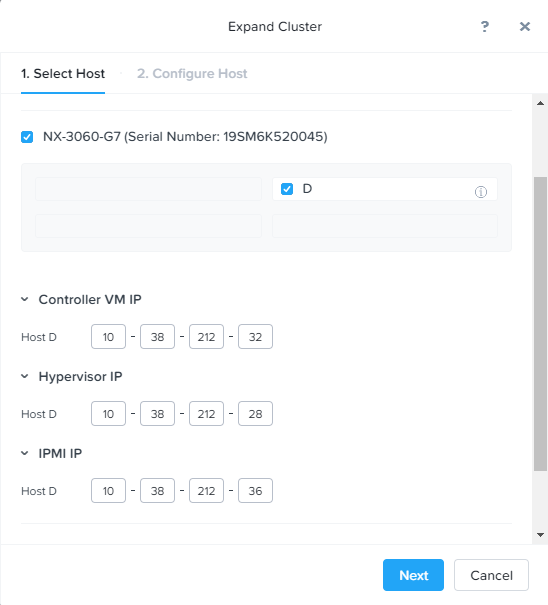 Expand Cluster ? ×
1. Select Host · 2. Configure Host
NX-3060-G7 (Serial Number: 19SM6K520045)
D
Controller VM IP
Host D 10 - 38 - 212 - 32
Hypervisor IP
Host D 10 - 38 - 212 - 28
IPMI IP
Host D 10 - 38 - 212 - 36
Next Cancel